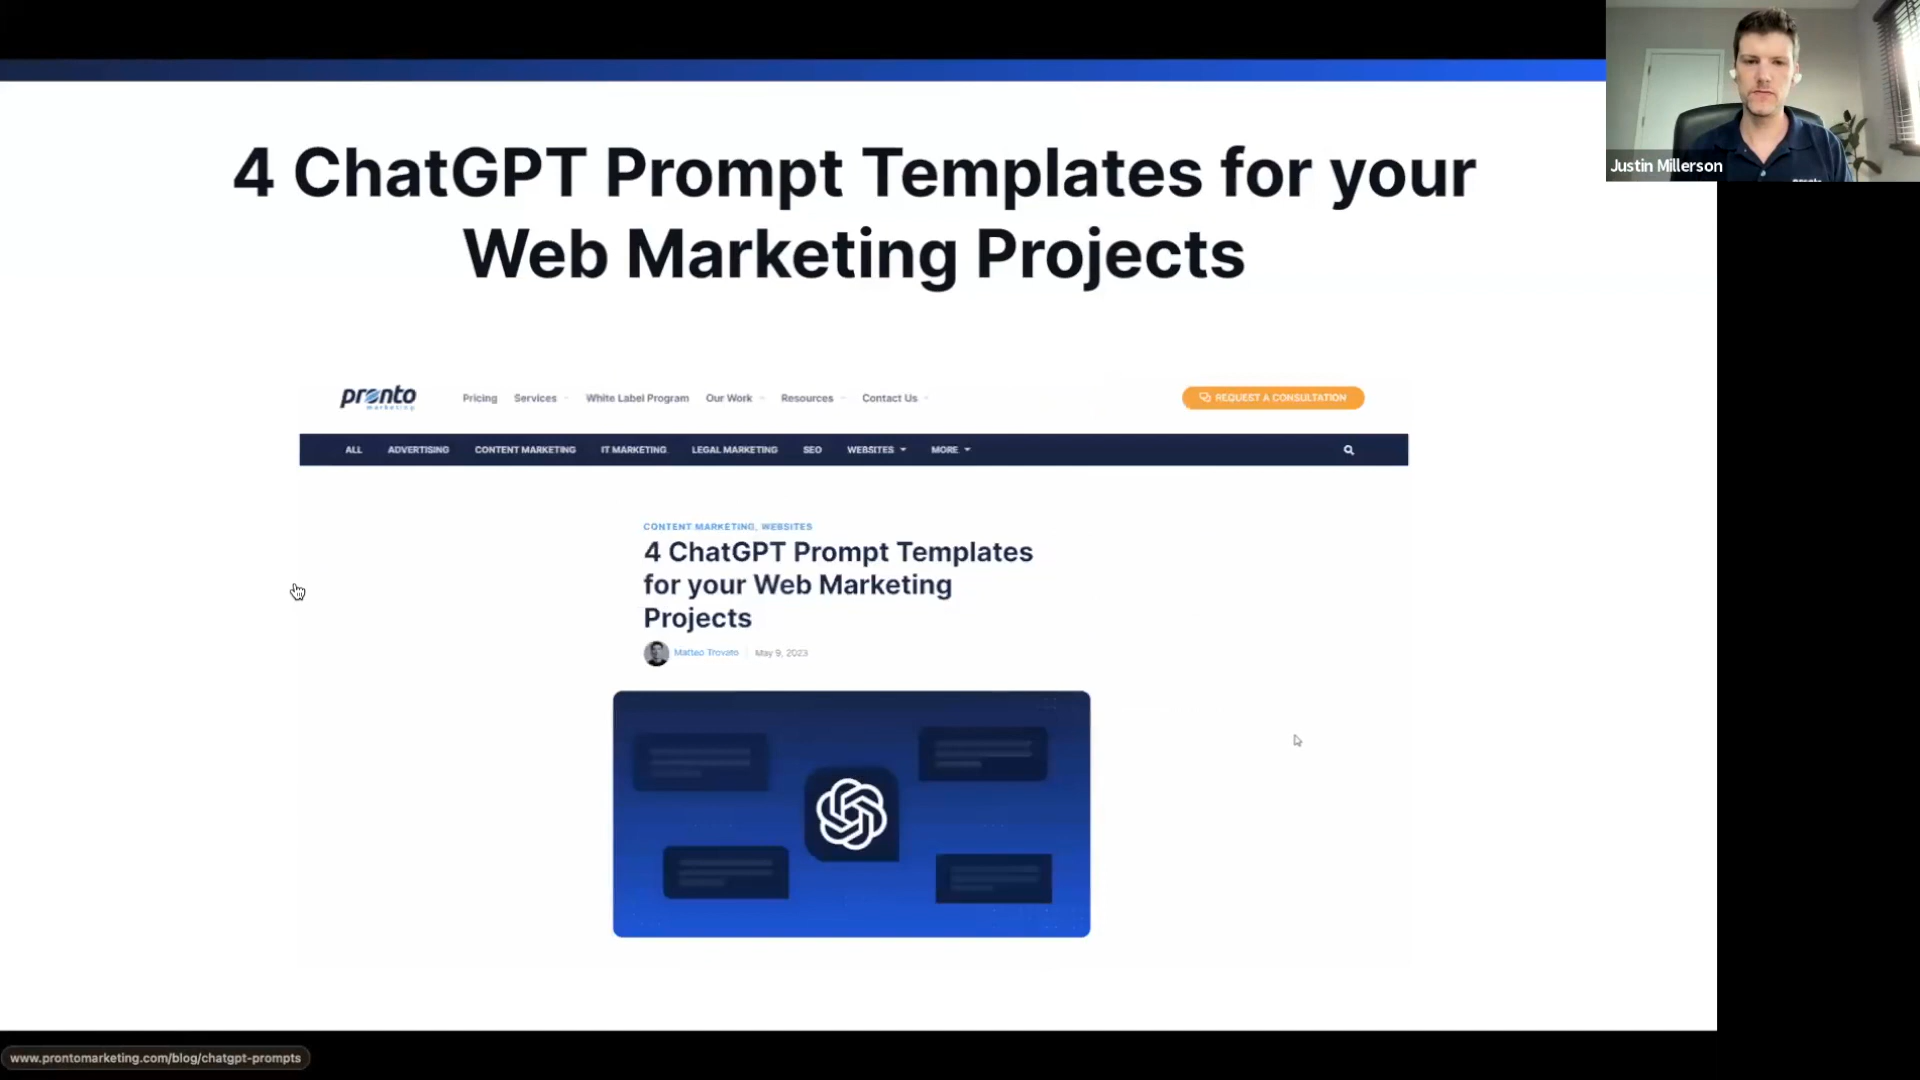 4 ChatGPT Prompt Templates for your
Web Marketing Projects
Justin Millerson
pronto
marketing
Pricing Services White Label Program Our Work Resources Contact Us
REQUEST A CONSULTATION
ALL ADVERTISING CONTENT MARKETING IT MARKETING LEGAL MARKETING SEO WEBSITES MORE
CONTENT MARKETING, WEBSITES
4 ChatGPT Prompt Templates
for your Web Marketing
Projects
Matteo Trovato May 9, 2023
www.prontomarketing.com/blog/chatgpt-prompts